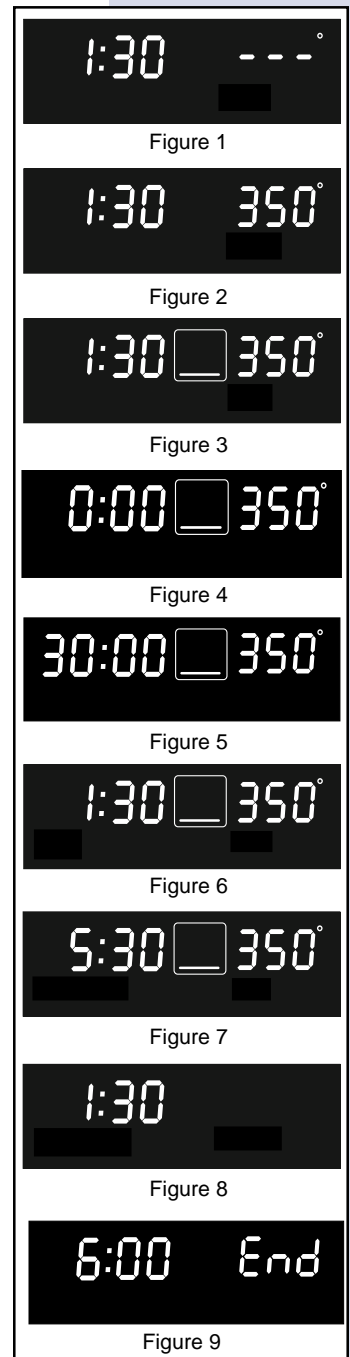 1:30 ---°
Figure 1
1:30 350°
Figure 2
1:30 350°
Figure 3
0:00 350°
Figure 4
30:00 350°
Figure 5
1:30 350°
Figure 6
5:30 350°
Figure 7
1:30
Figure 8
6:00 End
Figure 9